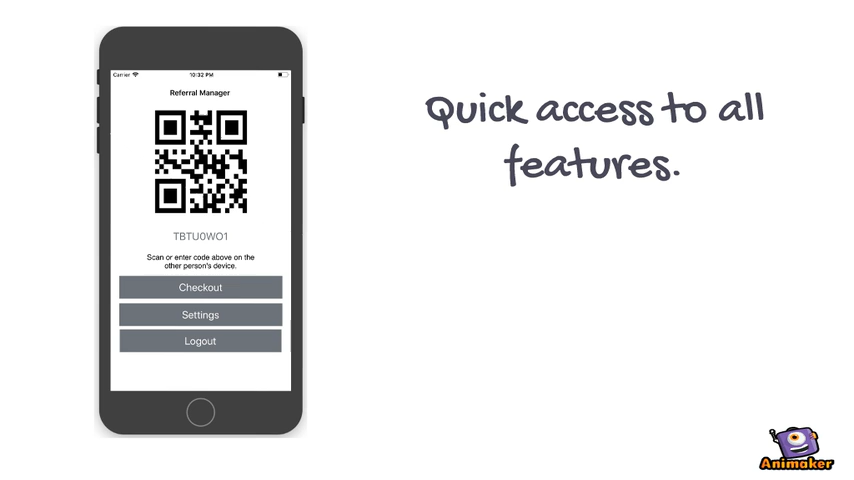 Carrier 10:32 PM
Referral Manager
TBTU0WO1
Scan or enter code above on the
other person's device.
Checkout
Settings
Logout
Quick access to all
features.
Animaker